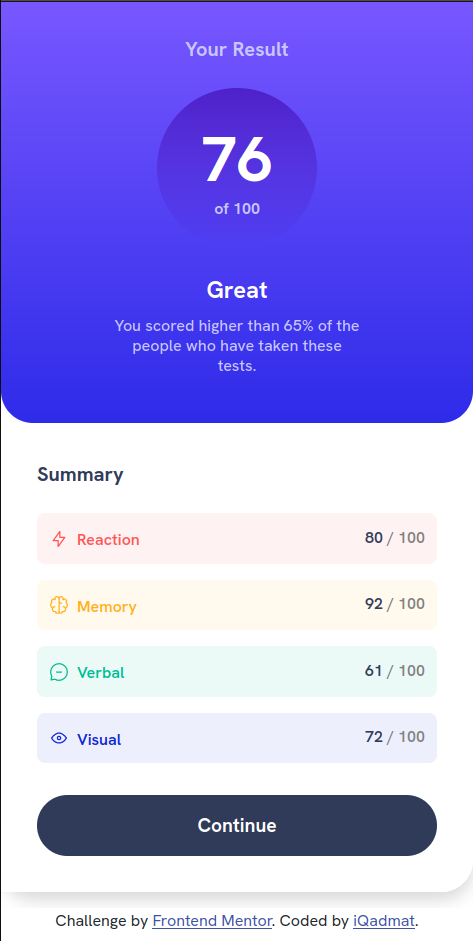 Your Result
76
of 100
Great
You scored higher than 65% of the
people who have taken these
tests.
Summary
Reaction 80 / 100
Memory 92 / 100
Verbal 61 / 100
Visual 72 / 100
Continue
Challenge by Frontend Mentor. Coded by iQadmat.